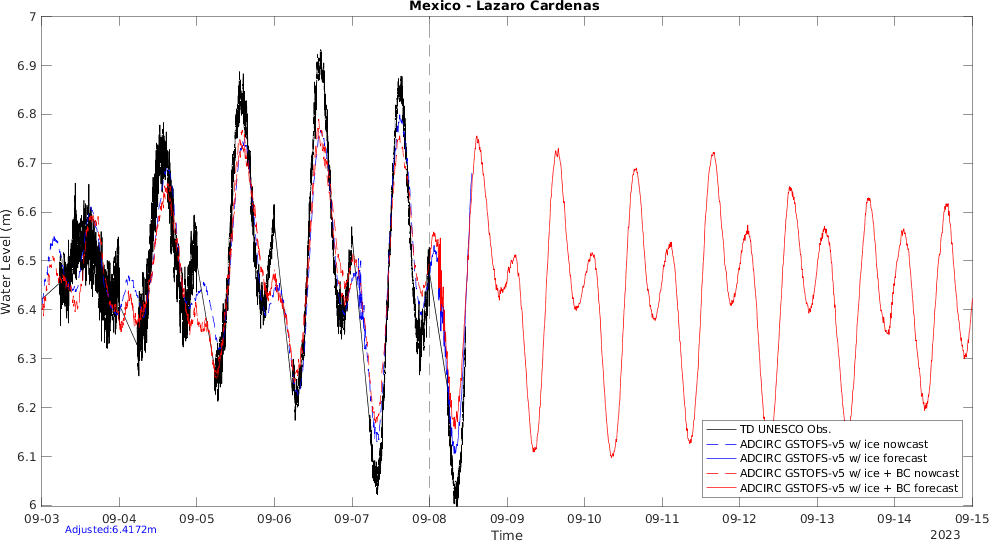 Mexico - Lazaro Cardenas
Water Level (m)
7
6.9
6.8
6.7
6.6
6.5
6.4
6.3
6.2
6.1
6
TD UNESCO Obs.
ADCIRC GSTOFS-v5 w/ ice nowcast
ADCIRC GSTOFS-v5 w/ ice forecast
ADCIRC GSTOFS-v5 w/ ice + BC nowcast
ADCIRC GSTOFS-v5 w/ ice + BC forecast
09-03 09-04 09-05 09-06 09-07 09-08 09-09 09-10 09-11 09-12 09-13 09-14 09-15
Adjusted:6.4172m
Time
2023